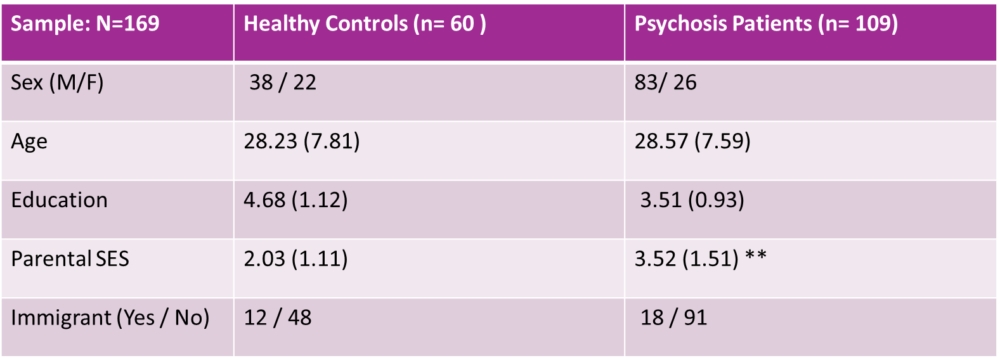 Sample: N=169 Healthy Controls (n= 60 ) Psychosis Patients (n= 109)
Sex (M/F) 38 / 22 83/ 26
Age 28.23 (7.81) 28.57 (7.59)
Education 4.68 (1.12) 3.51 (0.93)
Parental SES 2.03 (1.11) 3.52 (1.51) **
Immigrant (Yes / No) 12 / 48 18 / 91